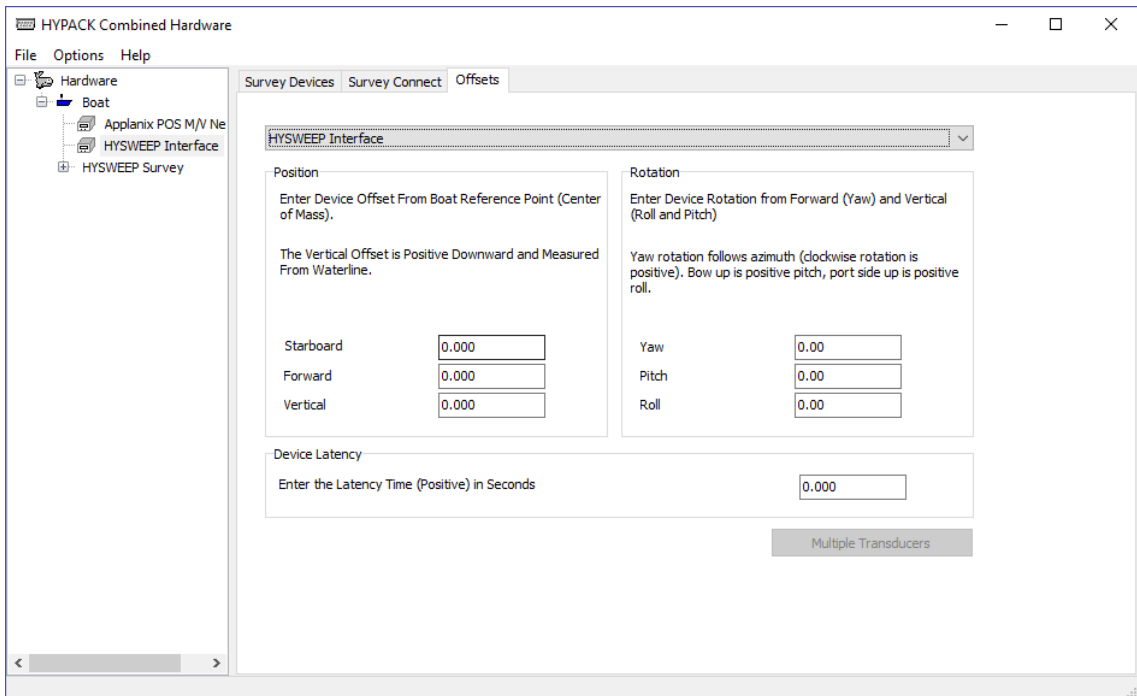 HYPACK Combined Hardware
File Options Help
Hardware
Boat
Applanix POS M/V Ne
HYSWEEP Interface
HYSWEEP Survey
Survey Devices Survey Connect Offsets
HYSWEEP Interface
Position
Enter Device Offset From Boat Reference Point (Center
of Mass).
The Vertical Offset is Positive Downward and Measured
From Waterline.
Starboard 0.000
Forward 0.000
Vertical 0.000
Rotation
Enter Device Rotation from Forward (Yaw) and Vertical
(Roll and Pitch)
Yaw rotation follows azimuth (clockwise rotation is
positive). Bow up is positive pitch, port side up is positive
roll.
Yaw 0.00
Pitch 0.00
Roll 0.00
Device Latency
Enter the Latency Time (Positive) in Seconds 0.000
Multiple Transducers